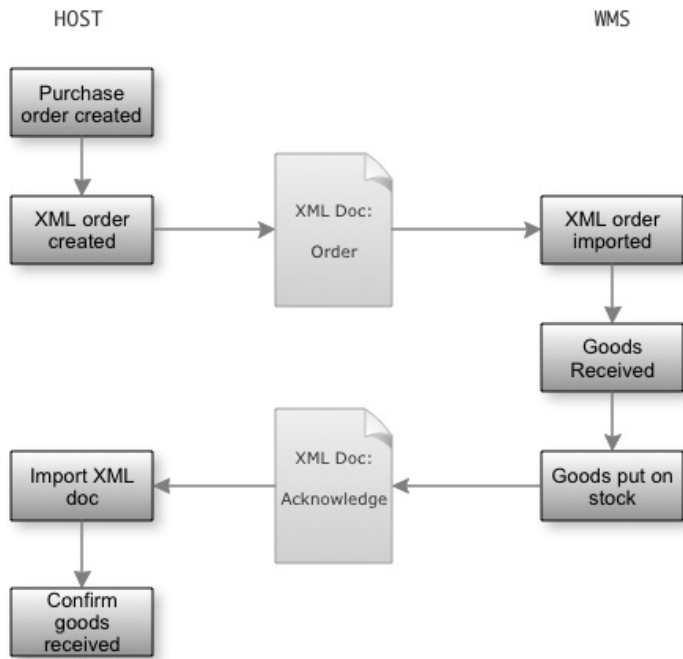 HOST
WMS
Purchase
order created
XML order
created
XML Doc:
Order
XML order
imported
Goods
Received
Goods put on
stock
XML Doc:
Acknowledge
Import XML
doc
Confirm
goods
received